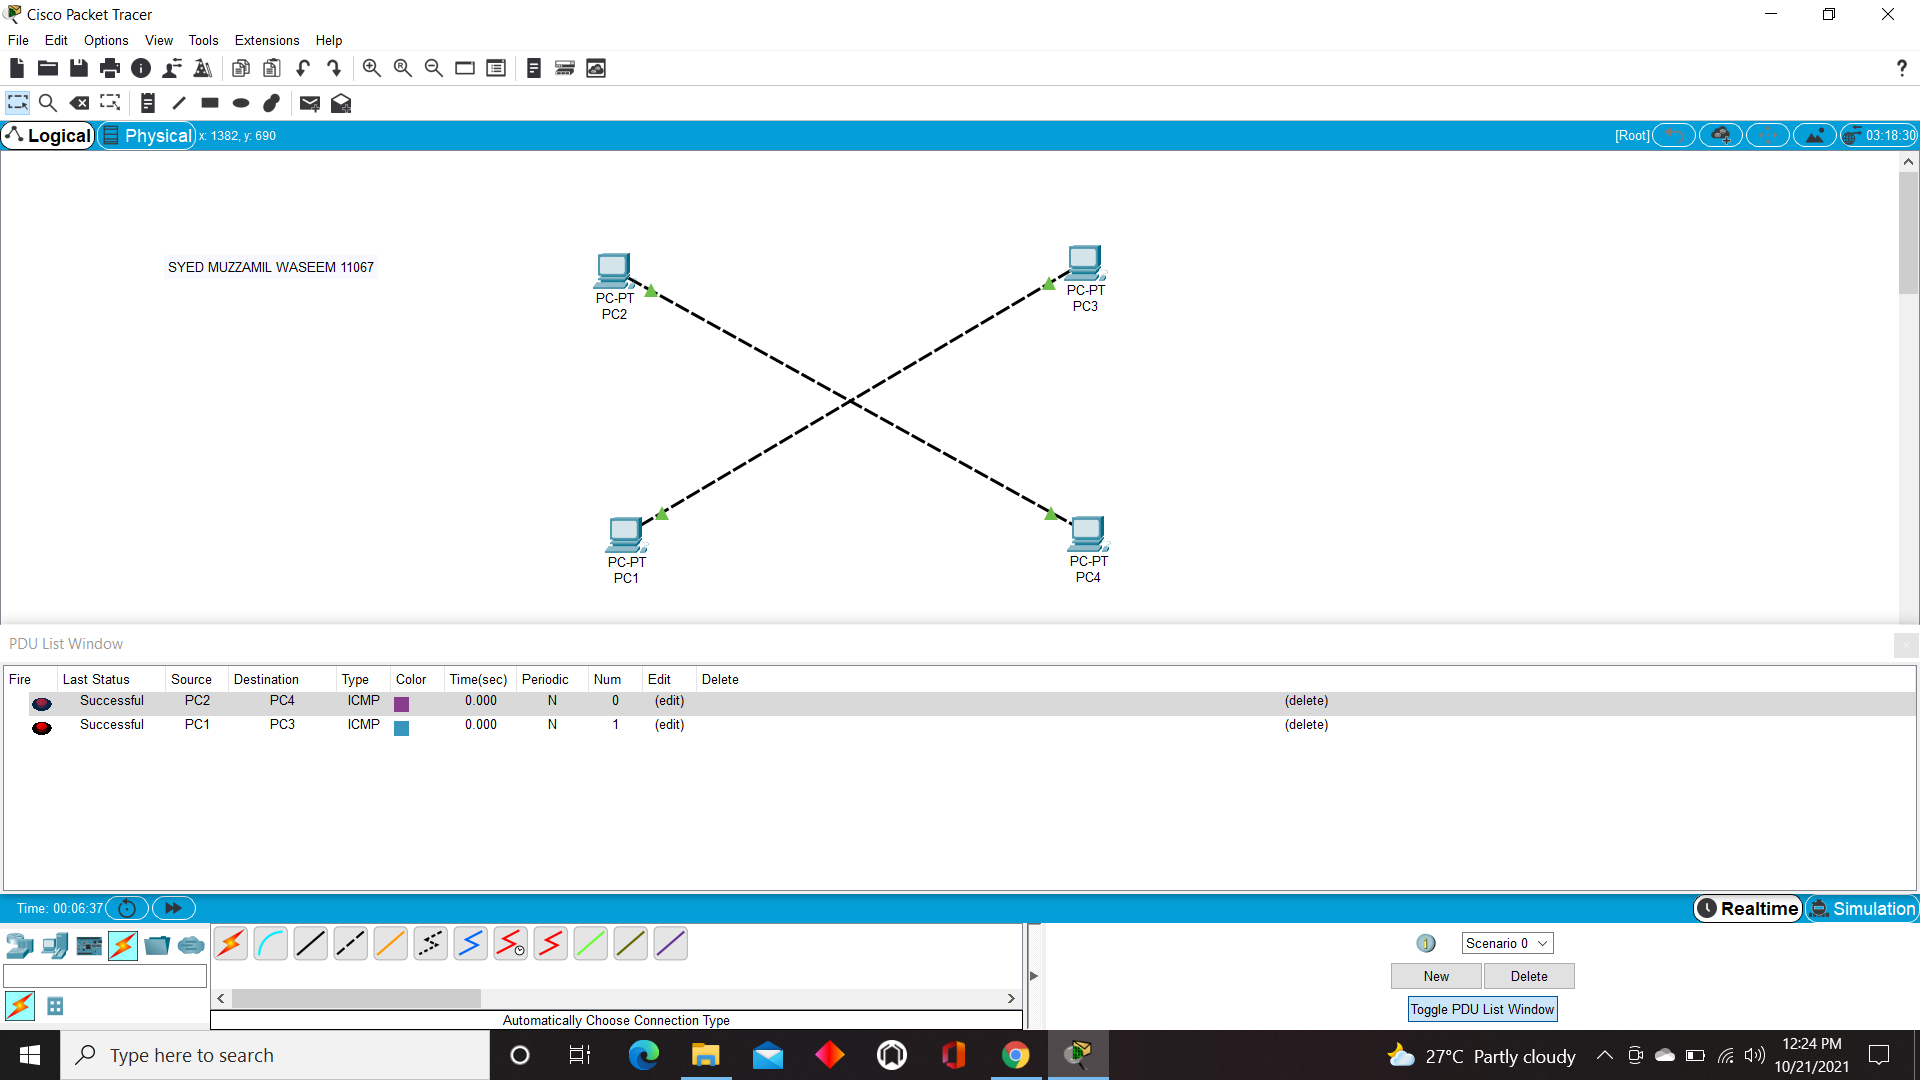 Cisco Packet Tracer
File Edit Options View Tools Extensions Help
?
Logical Physical x: 1382, y: 690 [Root] 03:18:30
SYED MUZZAMIL WASEEM 11067
PC-PT
PC2
PC-PT
PC3
PC-PT
PC1
PC-PT
PC4
PDU List Window
Fire Last Status Source Destination Type Color Time(sec) Periodic Num Edit Delete
Successful PC2 PC4 ICMP 0.000 N 0 (edit) (delete)
Successful PC1 PC3 ICMP 0.000 N 1 (edit) (delete)
Time: 00:06:37 Realtime Simulation
Scenario 0
New Delete
Toggle PDU List Window
Automatically Choose Connection Type
Type here to search
27°C Partly cloudy
12:24 PM
10/21/2021